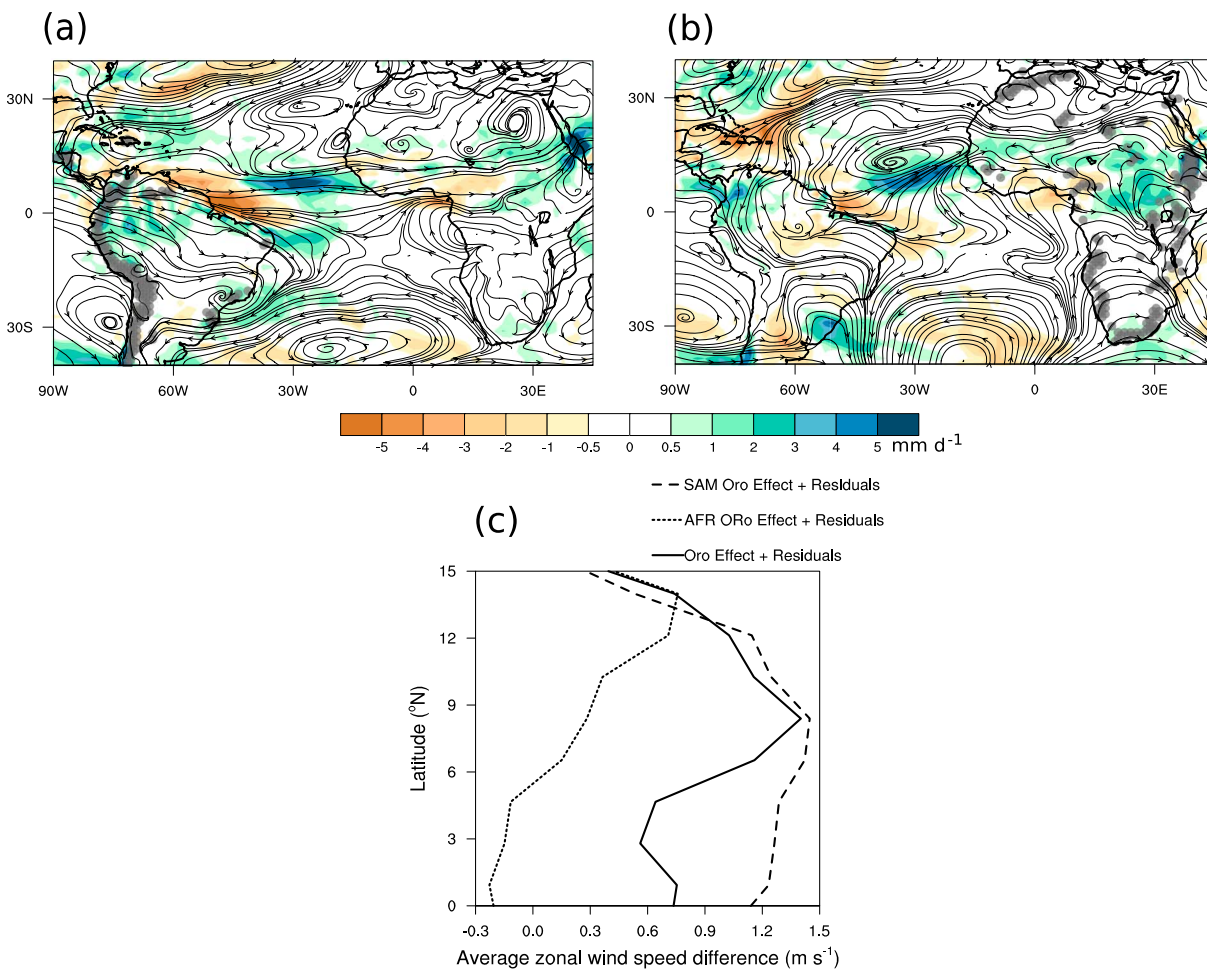 (a)
(b)
30N
0
30S
90W 60W 30W 0 30E
30N
0
30S
90W 60W 30W 0 30E
-5 -4 -3 -2 -1 -0.5 0 0.5 1 2 3 4 5 mm d-1
SAM Oro Effect + Residuals
AFR ORo Effect + Residuals
Oro Effect + Residuals
(c)
15
12
9
6
3
0
Latitude (°N)
-0.3 0.0 0.3 0.6 0.9 1.2 1.5
Average zonal wind speed difference (m s-1)